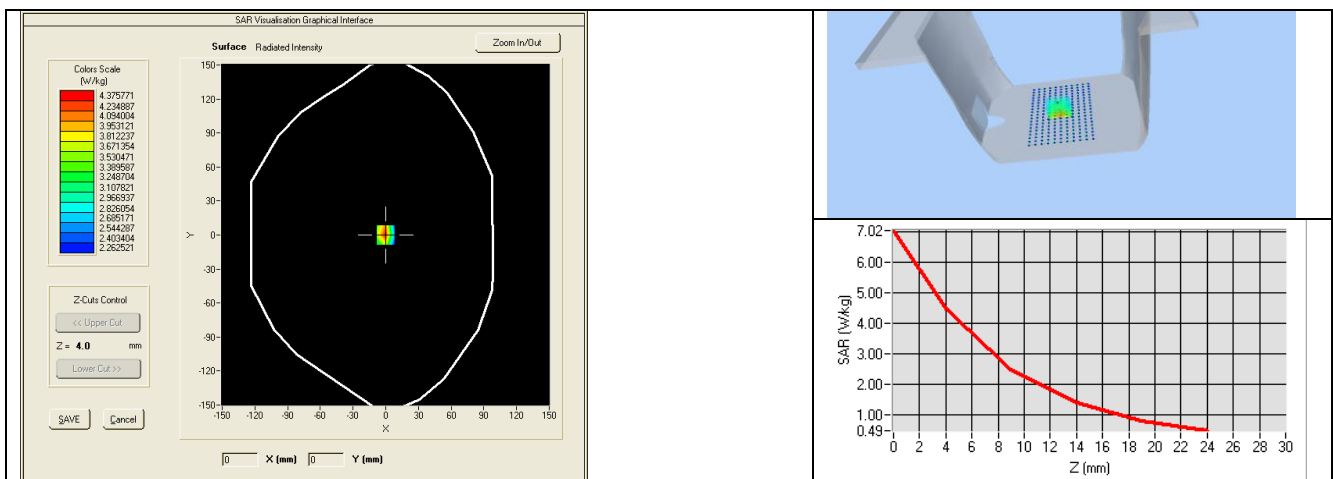 SAR Visualisation Graphical Interface
Surface Radiated Intensity
Zoom In/Out
Colors Scale
(W/kg)
4.375771
4.234887
4.094004
3.953121
3.812237
3.671354
3.530471
3.389587
3.248704
3.107821
2.966937
2.826054
2.685171
2.544287
2.403404
2.262521
Z-Cuts Control
<< Upper Cut
Z = 4.0 mm
Lower Cut >>
SAVE Cancel
150-
120-
90-
60-
30-
0-
-30-
-60-
-90-
-120-
-150-
Y
-150 -120 -90 -60 -30 0 30 60 90 120 150
X
0 X (mm) 0 Y (mm)
7.02-
6.00-
5.00-
4.00-
3.00-
2.00-
1.00-
0.49-
SAR (W/kg)
0 2 4 6 8 10 12 14 16 18 20 22 24 26 28 30
Z (mm)